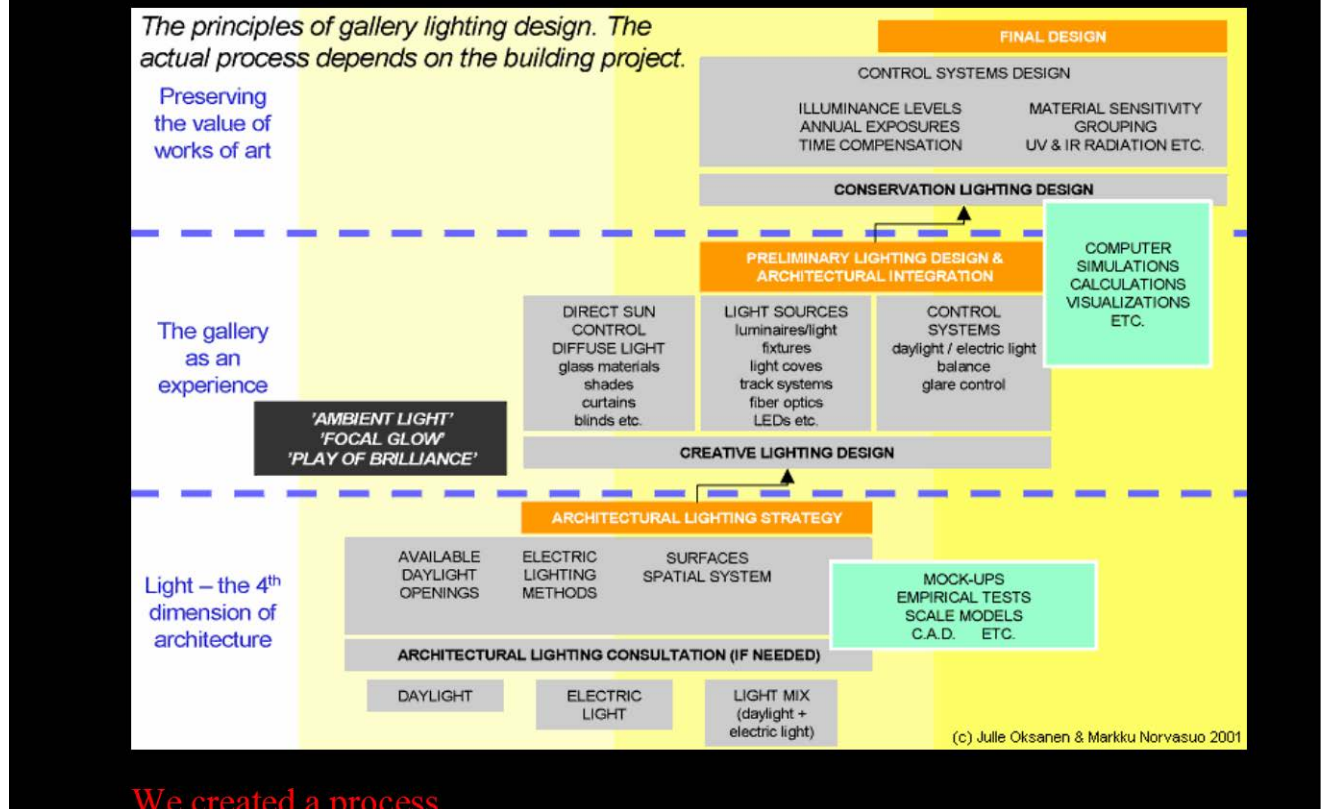 The principles of gallery lighting design. The
actual process depends on the building project.
FINAL DESIGN
CONTROL SYSTEMS DESIGN
ILLUMINANCE LEVELS
ANNUAL EXPOSURES
TIME COMPENSATION
MATERIAL SENSITIVITY
GROUPING
UV & IR RADIATION ETC.
CONSERVATION LIGHTING DESIGN
Preserving
the value of
works of art
PRELIMINARY LIGHTING DESIGN &
ARCHITECTURAL INTEGRATION
COMPUTER
SIMULATIONS
CALCULATIONS
VISUALIZATIONS
ETC.
The gallery
as an
experience
DIRECT SUN
CONTROL
DIFFUSE LIGHT
glass materials
shades
curtains
blinds etc.
LIGHT SOURCES
luminaires/light
fixtures
light coves
track systems
fiber optics
LEDs etc.
CONTROL
SYSTEMS
daylight / electric light
balance
glare control
'AMBIENT LIGHT'
'FOCAL GLOW'
'PLAY OF BRILLIANCE'
CREATIVE LIGHTING DESIGN
ARCHITECTURAL LIGHTING STRATEGY
Light – the 4th
dimension of
architecture
AVAILABLE
DAYLIGHT
OPENINGS
ELECTRIC
LIGHTING
METHODS
SURFACES
SPATIAL SYSTEM
MOCK-UPS
EMPIRICAL TESTS
SCALE MODELS
C.A.D. ETC.
ARCHITECTURAL LIGHTING CONSULTATION (IF NEEDED)
DAYLIGHT
ELECTRIC
LIGHT
LIGHT MIX
(daylight +
electric light)
(c) Julle Oksanen & Markku Norvasuo 2001
We created a process